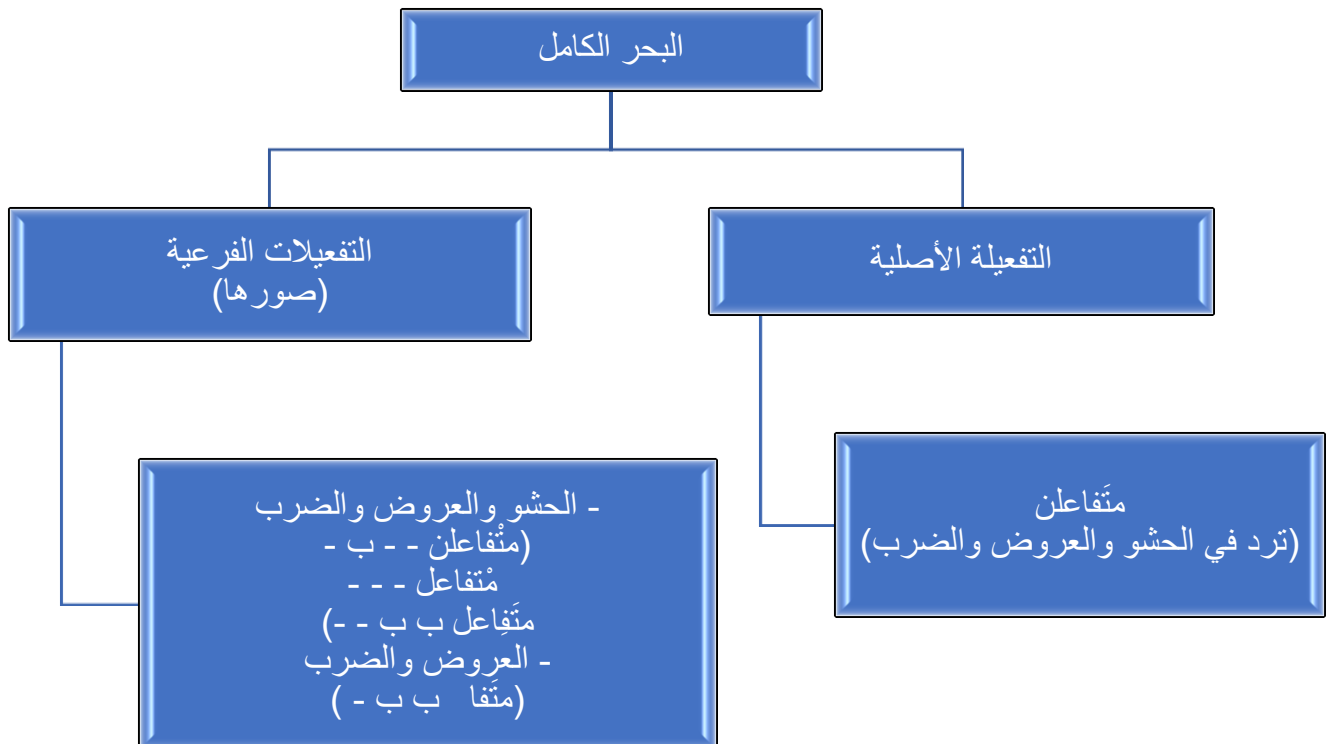 البحر الكامل
التفعيلة الأصلية
متَفاعلن
(ترد في الحشو والعروض والضرب)
التفعيلات الفرعية
(صورها)
- الحشو والعروض والضرب
(متْفاعلن - - ب -
مْتفاعل - - -
متَفِاعل ب ب - -)
- العروض والضرب
(متَفا ب ب - )